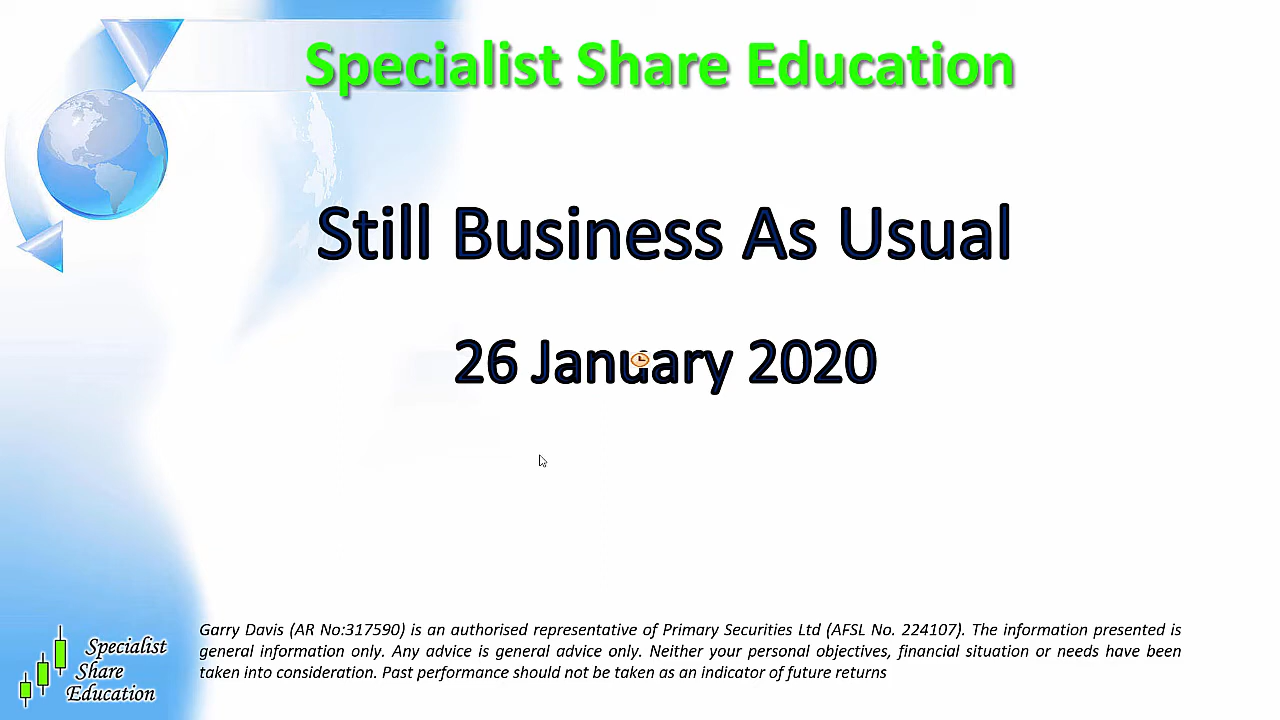 Specialist Share Education
Still Business As Usual
26 January 2020
Garry Davis (AR No:317590) is an authorised representative of Primary Securities Ltd (AFSL No. 224107). The information presented is
general information only. Any advice is general advice only. Neither your personal objectives, financial situation or needs have been
taken into consideration. Past performance should not be taken as an indicator of future returns
Specialist
Share
Education